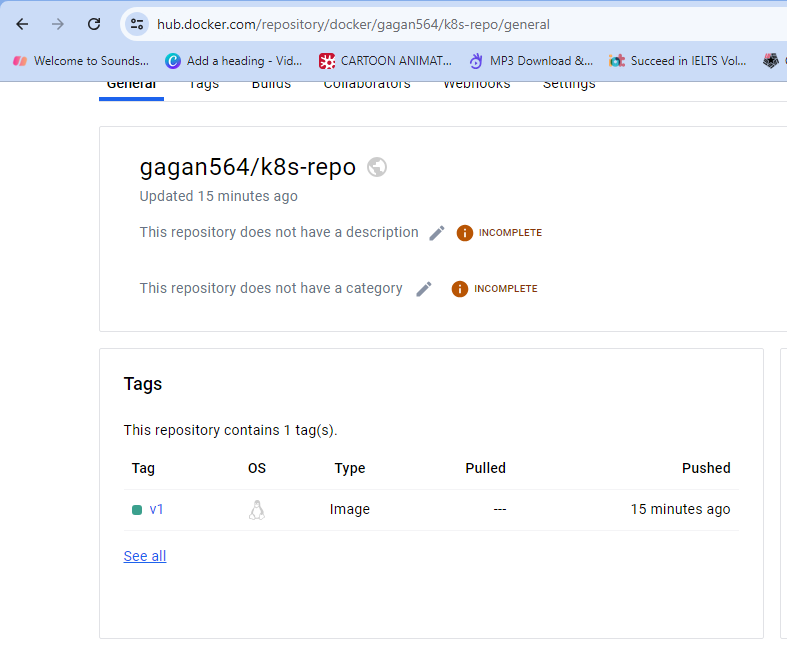 hub.docker.com/repository/docker/gagan564/k8s-repo/general
Welcome to Sounds... Add a heading - Vid... CARTOON ANIMAT... MP3 Download &... Succeed in IELTS Vol...
General Tags Builds Collaborators Webhooks Settings
gagan564/k8s-repo
Updated 15 minutes ago
This repository does not have a description INCOMPLETE
This repository does not have a category INCOMPLETE
Tags
This repository contains 1 tag(s).
Tag OS Type Pulled Pushed
v1 Image --- 15 minutes ago
See all